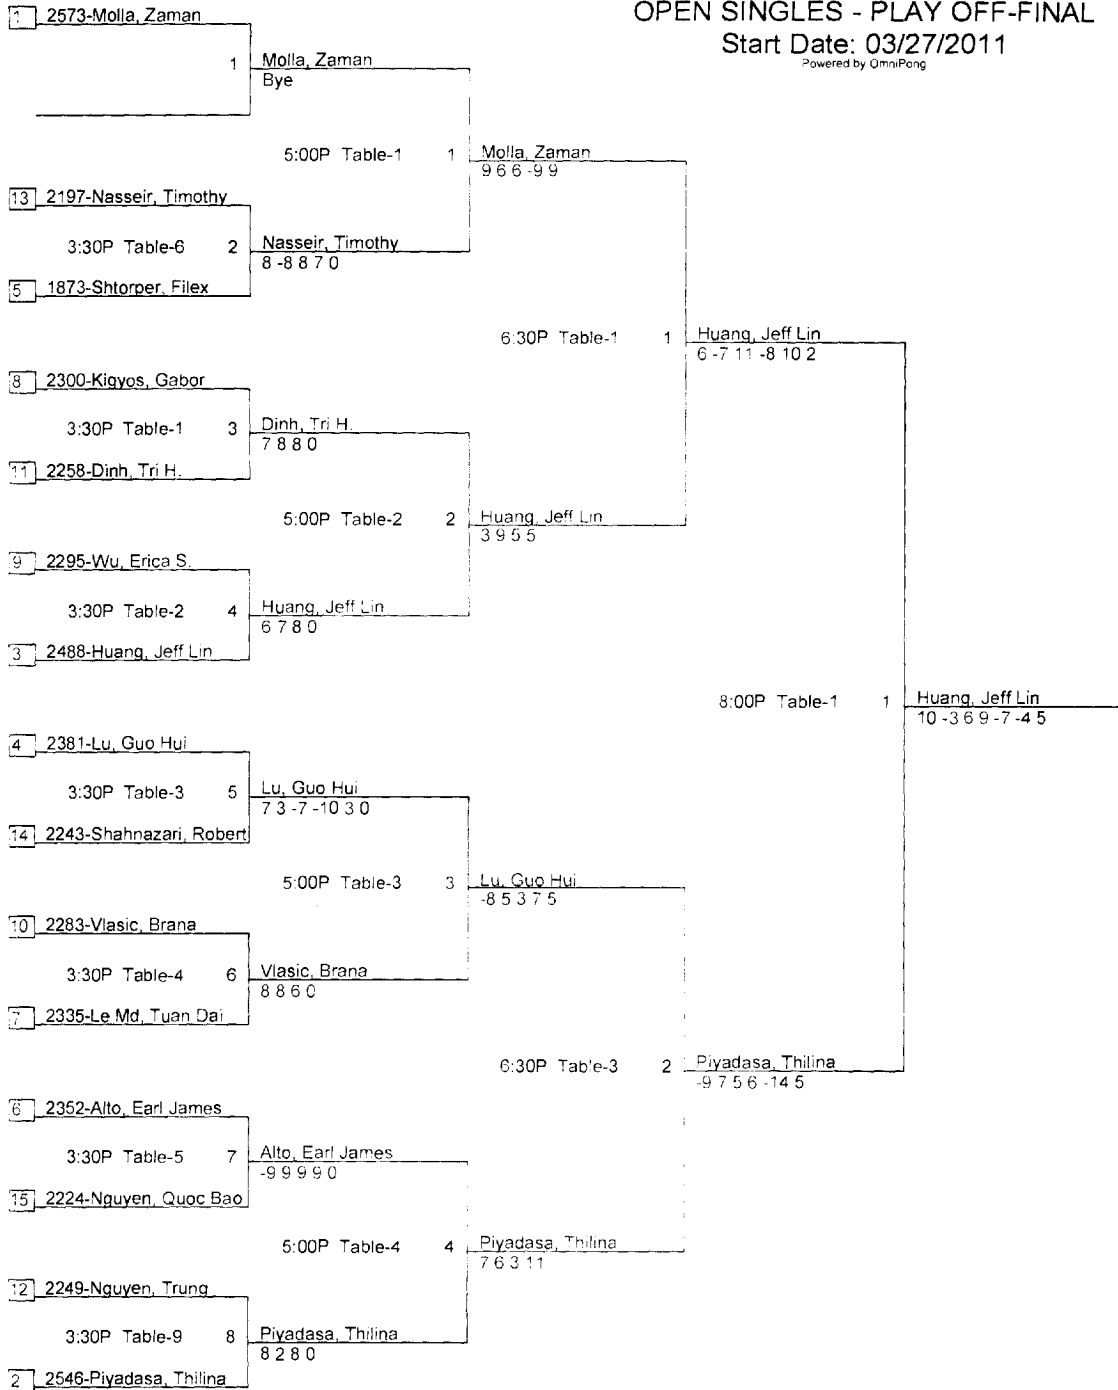 OPEN SINGLES - PLAY OFF-FINAL
Start Date: 03/27/2011
Powered by OmniPong
1 2573-Molla, Zaman
1 Molla, Zaman
Bye
5:00P Table-1 1 Molla, Zaman
9 6 6 -9 9
13 2197-Nasseir, Timothy
3:30P Table-6 2 Nasseir, Timothy
8 -8 8 7 0
5 1873-Shtorper, Filex
6:30P Table-1 1 Huang, Jeff Lin
6 -7 11 -8 10 2
8 2300-Kigyos, Gabor
3:30P Table-1 3 Dinh, Tri H.
7 8 8 0
11 2258-Dinh, Tri H.
5:00P Table-2 2 Huang, Jeff Lin
3 9 5 5
9 2295-Wu, Erica S.
3:30P Table-2 4 Huang, Jeff Lin
6 7 8 0
3 2488-Huang, Jeff Lin
8:00P Table-1 1 Huang, Jeff Lin
10 -3 6 9 -7 -4 5
4 2381-Lu, Guo Hui
3:30P Table-3 5 Lu, Guo Hui
7 3 -7 -10 3 0
14 2243-Shahnazari, Robert
5:00P Table-3 3 Lu, Guo Hui
-8 5 3 7 5
10 2283-Vlasic, Brana
3:30P Table-4 6 Vlasic, Brana
8 8 6 0
7 2335-Le Md, Tuan Dai
6:30P Table-3 2 Piyadasa, Thilina
-9 7 5 6 -14 5
6 2352-Alto, Earl James
3:30P Table-5 7 Alto, Earl James
-9 9 9 9 0
15 2224-Nguyen, Quoc Bao
5:00P Table-4 4 Piyadasa, Thilina
7 6 3 11
12 2249-Nguyen, Trung
3:30P Table-9 8 Piyadasa, Thilina
8 2 8 0
2 2546-Piyadasa, Thilina